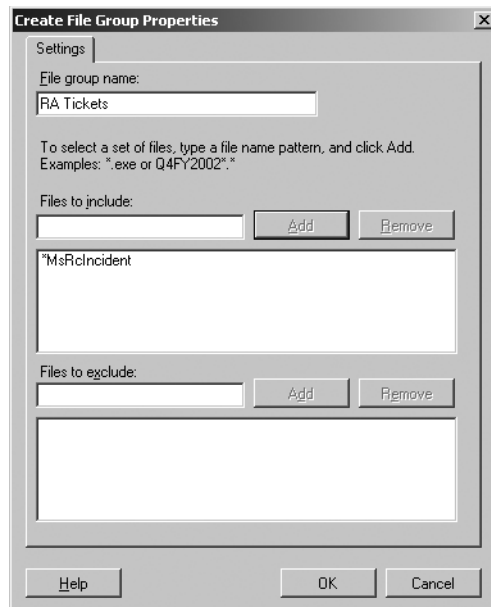 Create File Group Properties
Settings
File group name:
RA Tickets
To select a set of files, type a file name pattern, and click Add.
Examples: *.exe or Q4FY2002*.*
Files to include:
Add Remove
*MsRcIncident
Files to exclude:
Add Remove
Help OK Cancel